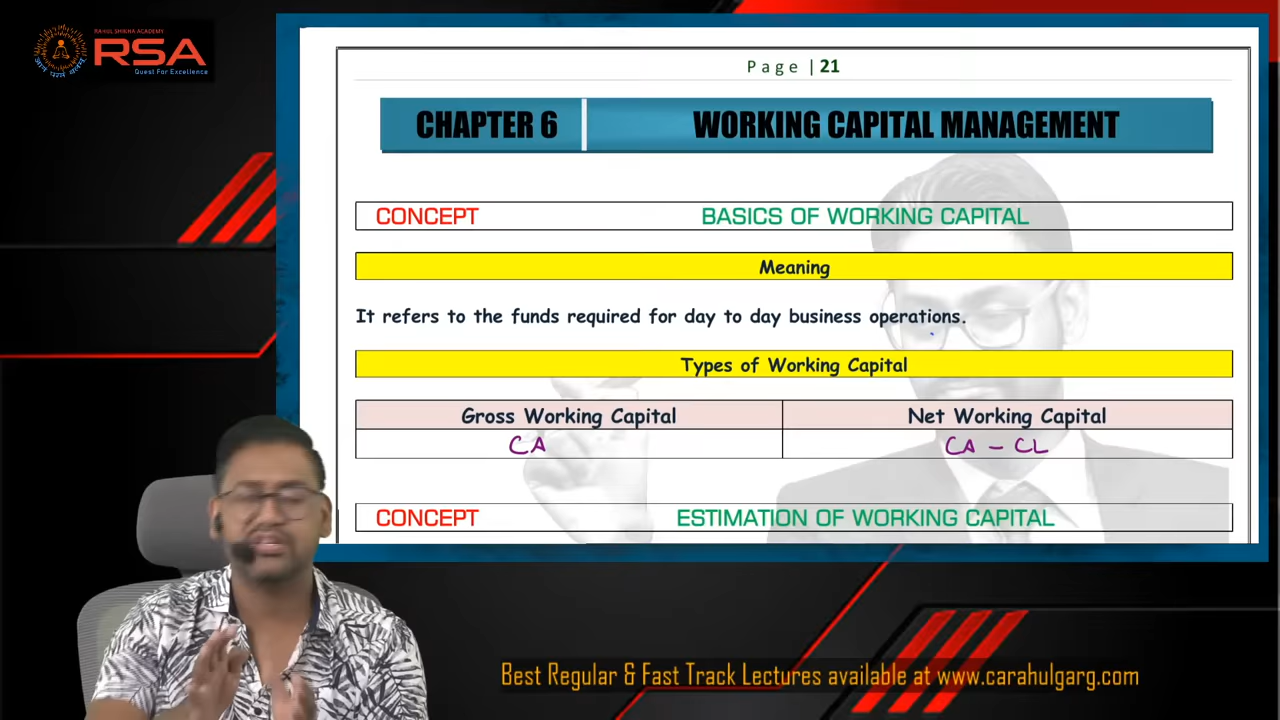 RAHUL SHIKHA ACADEMY
RSA
Quest For Excellence
Page | 21
CHAPTER 6 WORKING CAPITAL MANAGEMENT
CONCEPT BASICS OF WORKING CAPITAL
Meaning
It refers to the funds required for day to day business operations.
Types of Working Capital
Gross Working Capital Net Working Capital
CA CA - CL
CONCEPT ESTIMATION OF WORKING CAPITAL
Best Regular & Fast Track Lectures available at www.carahulgarg.com